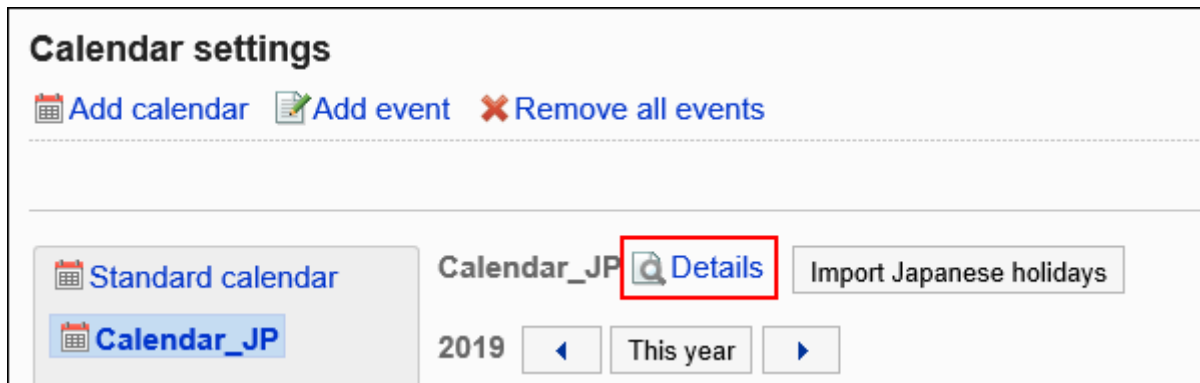 Calendar settings
Add calendar Add event Remove all events
Standard calendar
Calendar_JP
Calendar_JP Details Import Japanese holidays
2019 This year